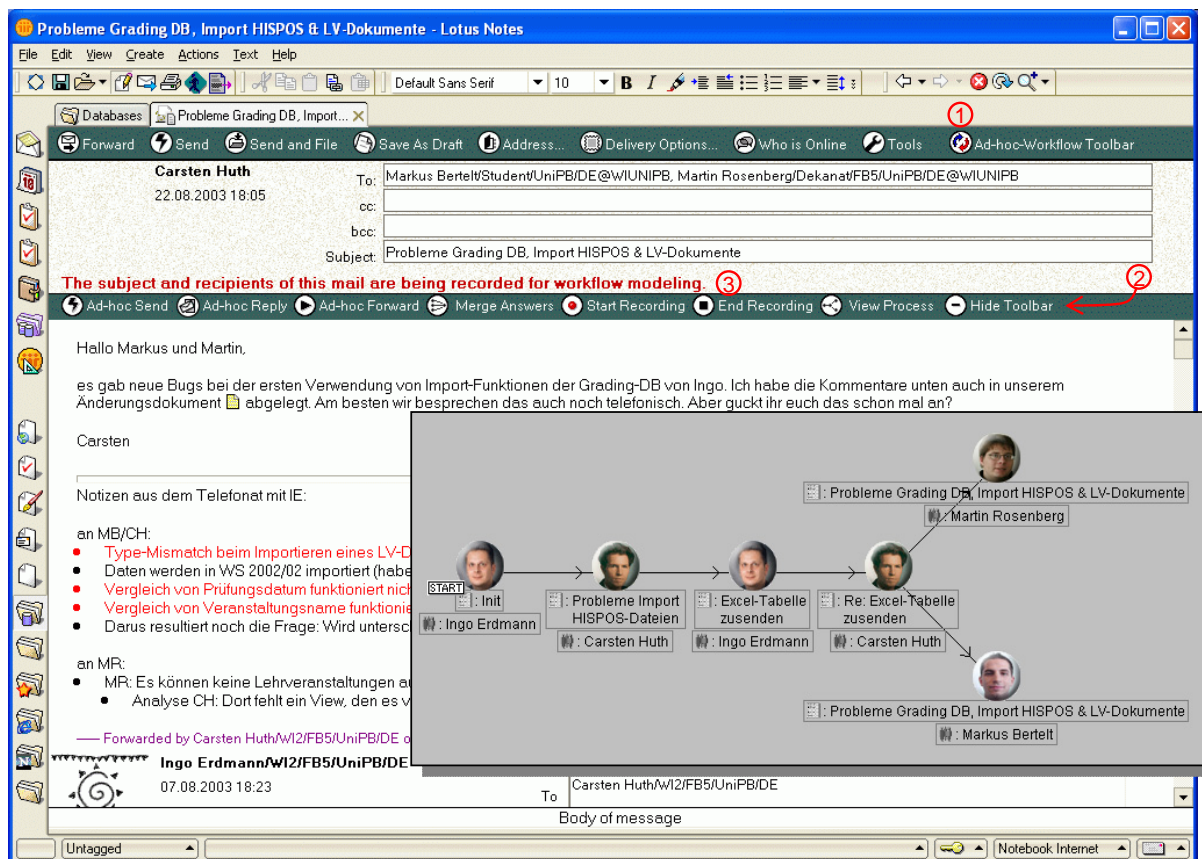 Probleme Grading DB, Import HISPOS & LV-Dokumente - Lotus Notes
File Edit View Create Actions Text Help
Default Sans Serif 10 B I
Databases Probleme Grading DB, Import...
1
Forward Send Send and File Save As Draft Address... Delivery Options... Who is Online Tools Ad-hoc-Workflow Toolbar
Carsten Huth
22.08.2003 18:05
To: Markus Bertelt/Student/UniPB/DE@WIUNIPB, Martin Rosenberg/Dekanat/FB5/UniPB/DE@WIUNIPB
cc:
bcc:
Subject: Probleme Grading DB, Import HISPOS & LV-Dokumente
The subject and recipients of this mail are being recorded for workflow modeling. 3
2
Ad-hoc Send Ad-hoc Reply Ad-hoc Forward Merge Answers Start Recording End Recording View Process Hide Toolbar
Hallo Markus und Martin,
es gab neue Bugs bei der ersten Verwendung von Import-Funktionen der Grading-DB von Ingo. Ich habe die Kommentare unten auch in unserem
Änderungsdokument abgelegt. Am besten wir besprechen das auch noch telefonisch. Aber guckt ihr euch das schon mal an?
Carsten
Notizen aus dem Telefonat mit IE:
an MB/CH:
• Type-Mismatch beim Importieren eines LV-D
• Daten werden in WS 2002/02 importiert (habe
• Vergleich von Prüfungsdatum funktioniert nich
• Vergleich von Veranstaltungsname funktionie
• Darus resultiert noch die Frage: Wird untersc
an MR:
• MR: Es können keine Lehrveranstaltungen au
• Analyse CH: Dort fehlt ein View, den es v
Forwarded by Carsten Huth/WI2/FB5/UniPB/DE o
Ingo Erdmann/WI2/FB5/UniPB/DE
07.08.2003 18:23
To Carsten Huth/WI2/FB5/UniPB/DE
Body of message
START
: Init
: Ingo Erdmann
: Probleme Import
HISPOS-Dateien
: Carsten Huth
: Excel-Tabelle
zusenden
: Ingo Erdmann
: Re: Excel-Tabelle
zusenden
: Carsten Huth
: Probleme Grading DB, Import HISPOS & LV-Dokumente
: Martin Rosenberg
: Probleme Grading DB, Import HISPOS & LV-Dokumente
: Markus Bertelt
Untagged
Notebook Internet